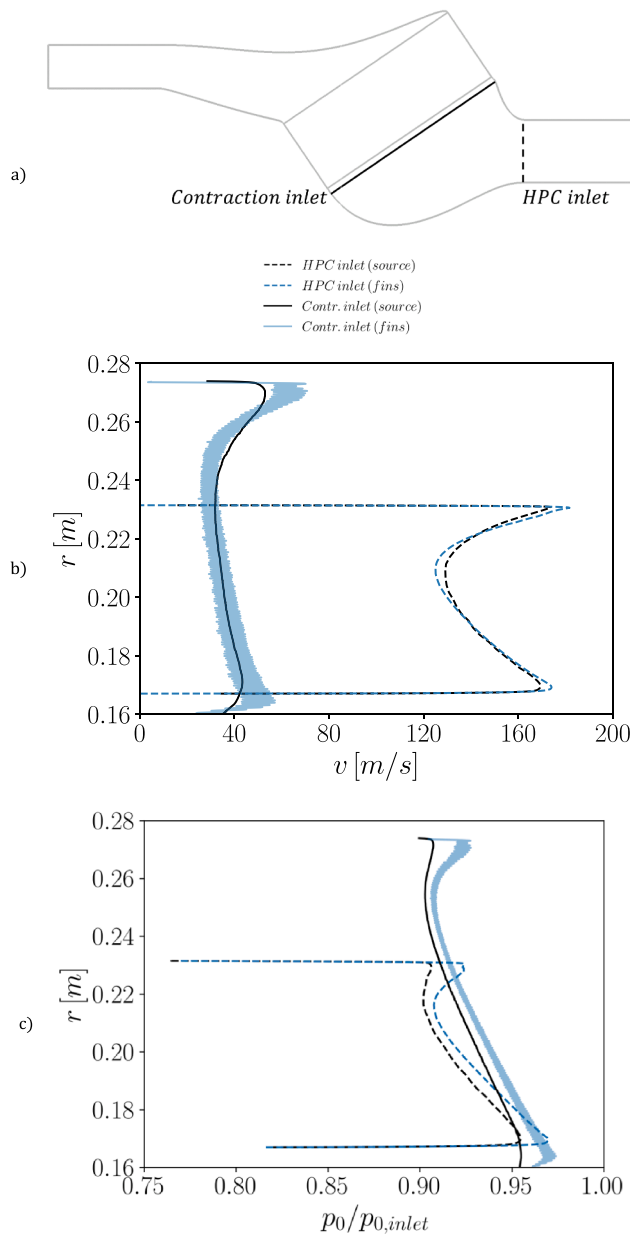 a)
Contraction inlet
HPC inlet
HPC inlet (source)
HPC inlet (fins)
Contr. inlet (source)
Contr. inlet (fins)
b)
0.28
0.26
0.24
0.22
0.20
0.18
0.16
r [m]
0 40 80 120 160 200
v [m/s]
c)
0.28
0.26
0.24
0.22
0.20
0.18
0.16
r [m]
0.75 0.80 0.85 0.90 0.95 1.00
p0/p0,inlet